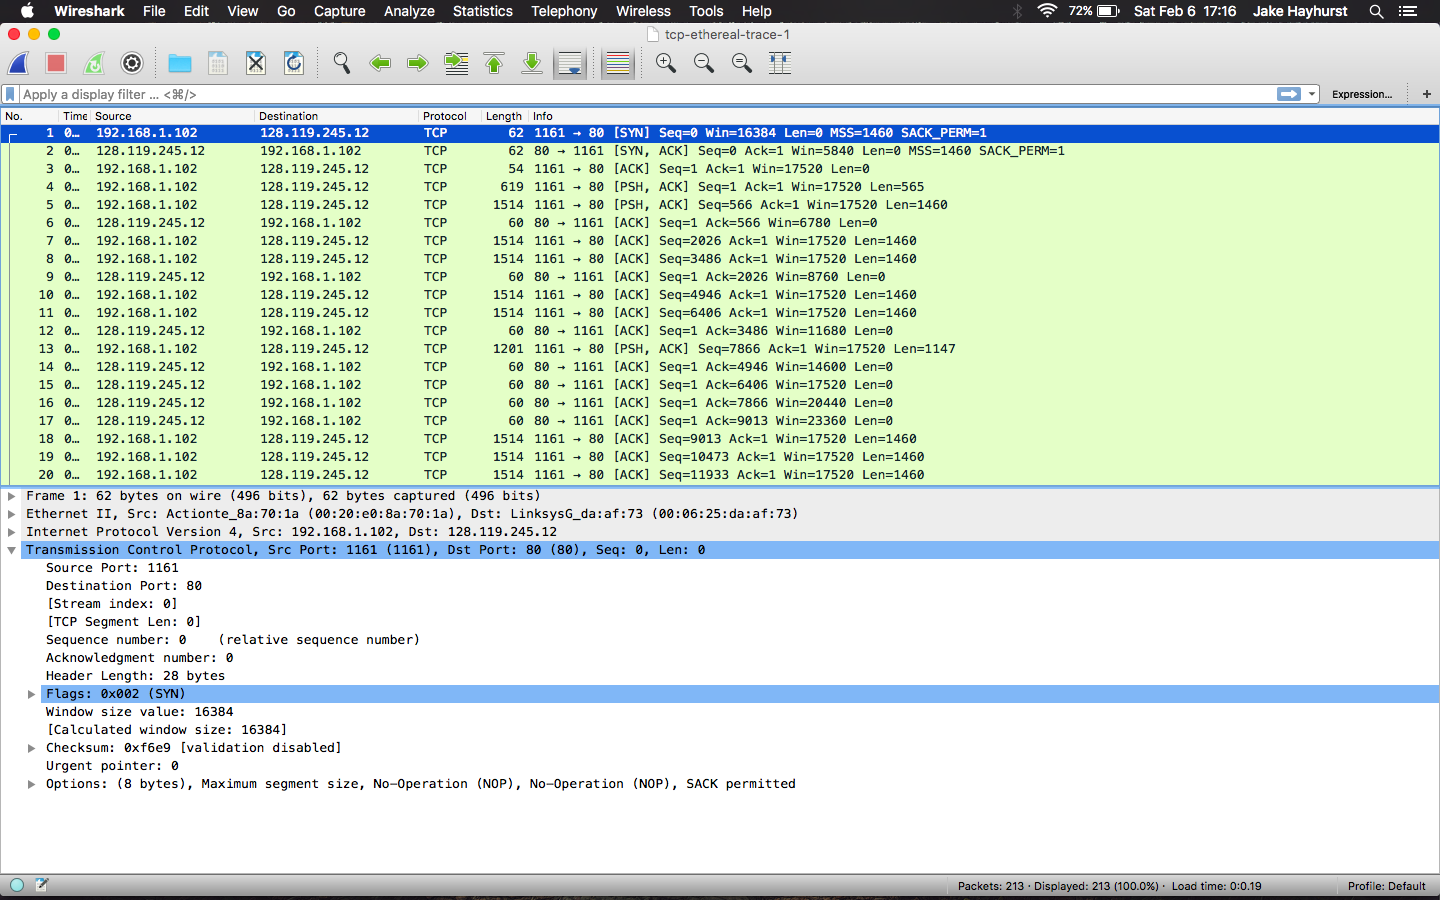 Wireshark File Edit View Go Capture Analyze Statistics Telephony Wireless Tools Help 72% Sat Feb 6 17:16 Jake Hayhurst
tcp-ethereal-trace-1
Apply a display filter ... <⌘/> Expression... +
No. Time Source Destination Protocol Length Info
1 0... 192.168.1.102 128.119.245.12 TCP 62 1161 → 80 [SYN] Seq=0 Win=16384 Len=0 MSS=1460 SACK_PERM=1
2 0... 128.119.245.12 192.168.1.102 TCP 62 80 → 1161 [SYN, ACK] Seq=0 Ack=1 Win=5840 Len=0 MSS=1460 SACK_PERM=1
3 0... 192.168.1.102 128.119.245.12 TCP 54 1161 → 80 [ACK] Seq=1 Ack=1 Win=17520 Len=0
4 0... 192.168.1.102 128.119.245.12 TCP 619 1161 → 80 [PSH, ACK] Seq=1 Ack=1 Win=17520 Len=565
5 0... 192.168.1.102 128.119.245.12 TCP 1514 1161 → 80 [PSH, ACK] Seq=566 Ack=1 Win=17520 Len=1460
6 0... 128.119.245.12 192.168.1.102 TCP 60 80 → 1161 [ACK] Seq=1 Ack=566 Win=6780 Len=0
7 0... 192.168.1.102 128.119.245.12 TCP 1514 1161 → 80 [ACK] Seq=2026 Ack=1 Win=17520 Len=1460
8 0... 192.168.1.102 128.119.245.12 TCP 1514 1161 → 80 [ACK] Seq=3486 Ack=1 Win=17520 Len=1460
9 0... 128.119.245.12 192.168.1.102 TCP 60 80 → 1161 [ACK] Seq=1 Ack=2026 Win=8760 Len=0
10 0... 192.168.1.102 128.119.245.12 TCP 1514 1161 → 80 [ACK] Seq=4946 Ack=1 Win=17520 Len=1460
11 0... 192.168.1.102 128.119.245.12 TCP 1514 1161 → 80 [ACK] Seq=6406 Ack=1 Win=17520 Len=1460
12 0... 128.119.245.12 192.168.1.102 TCP 60 80 → 1161 [ACK] Seq=1 Ack=3486 Win=11680 Len=0
13 0... 192.168.1.102 128.119.245.12 TCP 1201 1161 → 80 [PSH, ACK] Seq=7866 Ack=1 Win=17520 Len=1147
14 0... 128.119.245.12 192.168.1.102 TCP 60 80 → 1161 [ACK] Seq=1 Ack=4946 Win=14600 Len=0
15 0... 128.119.245.12 192.168.1.102 TCP 60 80 → 1161 [ACK] Seq=1 Ack=6406 Win=17520 Len=0
16 0... 128.119.245.12 192.168.1.102 TCP 60 80 → 1161 [ACK] Seq=1 Ack=7866 Win=20440 Len=0
17 0... 128.119.245.12 192.168.1.102 TCP 60 80 → 1161 [ACK] Seq=1 Ack=9013 Win=23360 Len=0
18 0... 192.168.1.102 128.119.245.12 TCP 1514 1161 → 80 [ACK] Seq=9013 Ack=1 Win=17520 Len=1460
19 0... 192.168.1.102 128.119.245.12 TCP 1514 1161 → 80 [ACK] Seq=10473 Ack=1 Win=17520 Len=1460
20 0... 192.168.1.102 128.119.245.12 TCP 1514 1161 → 80 [ACK] Seq=11933 Ack=1 Win=17520 Len=1460
Frame 1: 62 bytes on wire (496 bits), 62 bytes captured (496 bits)
Ethernet II, Src: Actionte_8a:70:1a (00:20:e0:8a:70:1a), Dst: LinksysG_da:af:73 (00:06:25:da:af:73)
Internet Protocol Version 4, Src: 192.168.1.102, Dst: 128.119.245.12
Transmission Control Protocol, Src Port: 1161 (1161), Dst Port: 80 (80), Seq: 0, Len: 0
Source Port: 1161
Destination Port: 80
[Stream index: 0]
[TCP Segment Len: 0]
Sequence number: 0 (relative sequence number)
Acknowledgment number: 0
Header Length: 28 bytes
Flags: 0x002 (SYN)
Window size value: 16384
[Calculated window size: 16384]
Checksum: 0xf6e9 [validation disabled]
Urgent pointer: 0
Options: (8 bytes), Maximum segment size, No-Operation (NOP), No-Operation (NOP), SACK permitted
Packets: 213 · Displayed: 213 (100.0%) · Load time: 0:0.19 Profile: Default